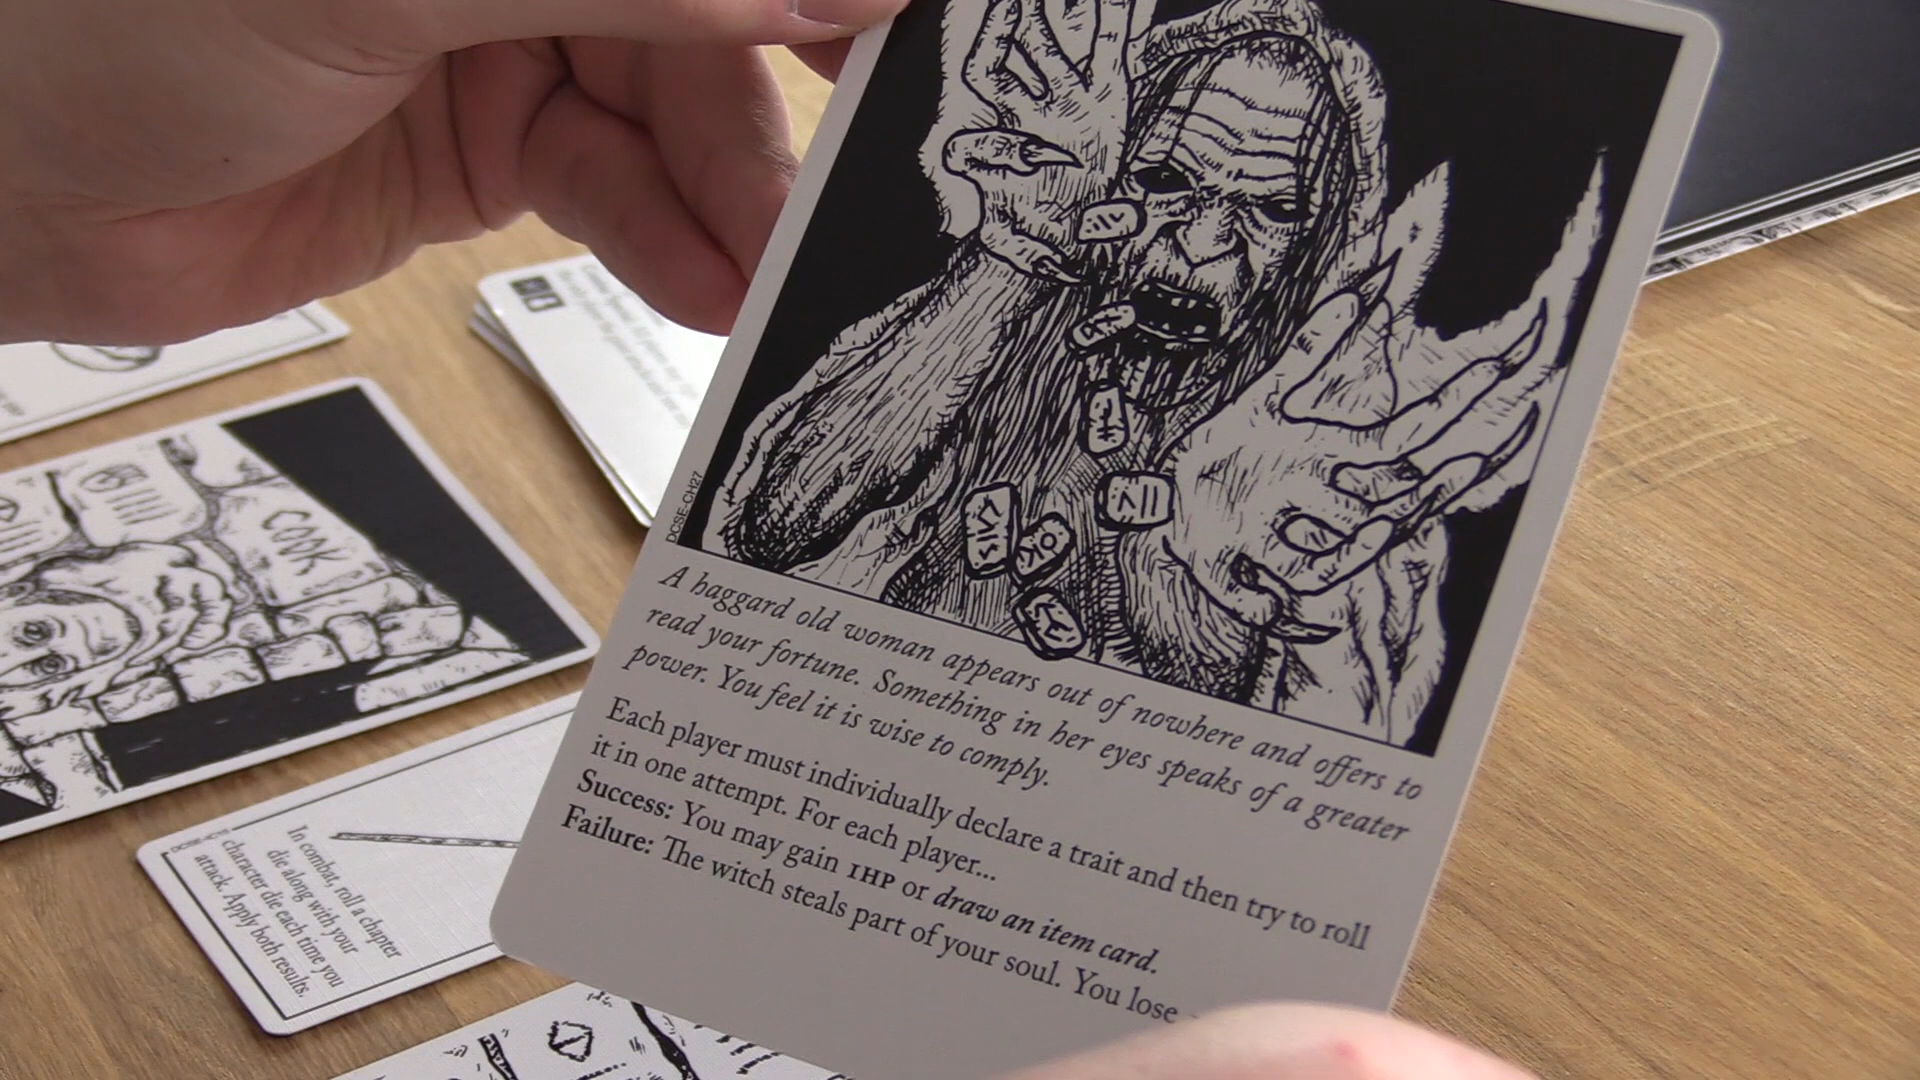 DCSE-CH27
A haggard old woman appears out of nowhere and offers to
read your fortune. Something in her eyes speaks of a greater
power. You feel it is wise to comply.
Each player must individually declare a trait and then try to roll
it in one attempt. For each player...
Success: You may gain 1HP or draw an item card.
Failure: The witch steals part of your soul. You lose
COOK
In combat, roll a chapter
die along with your
character die each time you
attack. Apply both results.